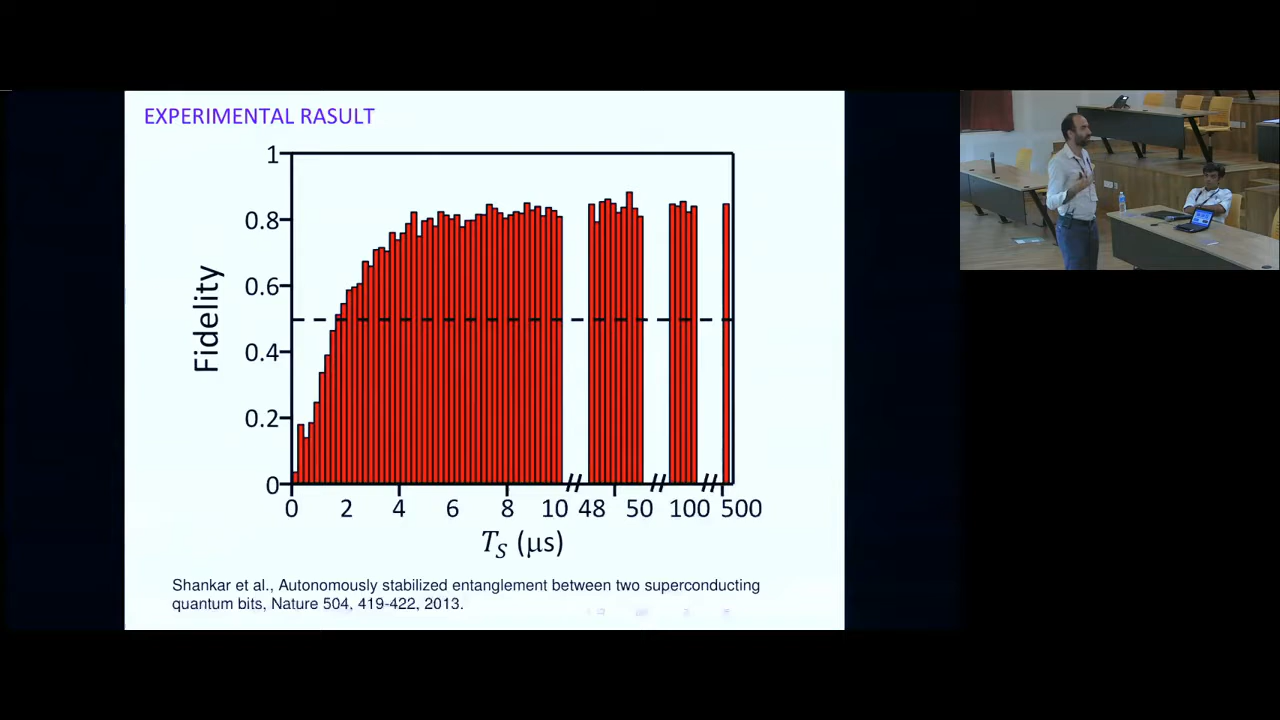 EXPERIMENTAL RASULT
1
0.8
0.6
0.4
0.2
0
Fidelity
0 2 4 6 8 10 48 50 100 500
T_S (μs)
Shankar et al., Autonomously stabilized entanglement between two superconducting
quantum bits, Nature 504, 419-422, 2013.